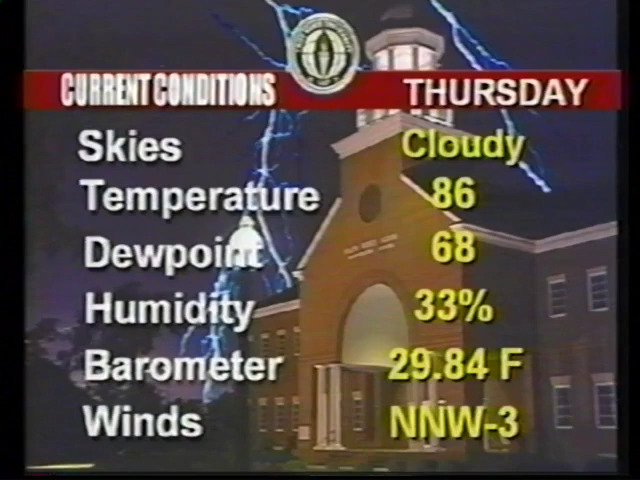 CURRENT CONDITIONS THURSDAY
Skies Cloudy
Temperature 86
Dewpoint 68
Humidity 33%
Barometer 29.84 F
Winds NNW-3